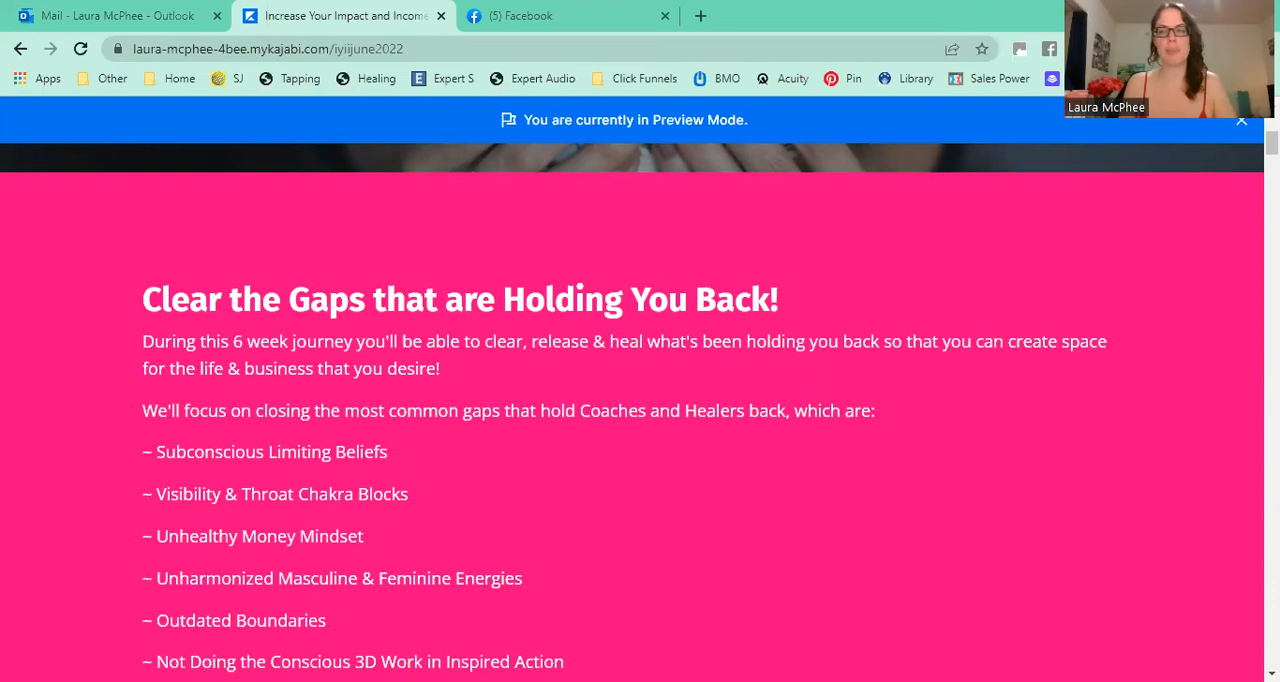 Mail - Laura McPhee - Outlook
Increase Your Impact and Income
(5) Facebook
laura-mcphee-4bee.mykajabi.com/iyiijune2022
Apps Other Home SJ Tapping Healing Expert S Expert Audio Click Funnels BMO Acuity Pin Library Sales Power
Laura McPhee
You are currently in Preview Mode.
Clear the Gaps that are Holding You Back!
During this 6 week journey you'll be able to clear, release & heal what's been holding you back so that you can create space
for the life & business that you desire!
We'll focus on closing the most common gaps that hold Coaches and Healers back, which are:
~ Subconscious Limiting Beliefs
~ Visibility & Throat Chakra Blocks
~ Unhealthy Money Mindset
~ Unharmonized Masculine & Feminine Energies
~ Outdated Boundaries
~ Not Doing the Conscious 3D Work in Inspired Action